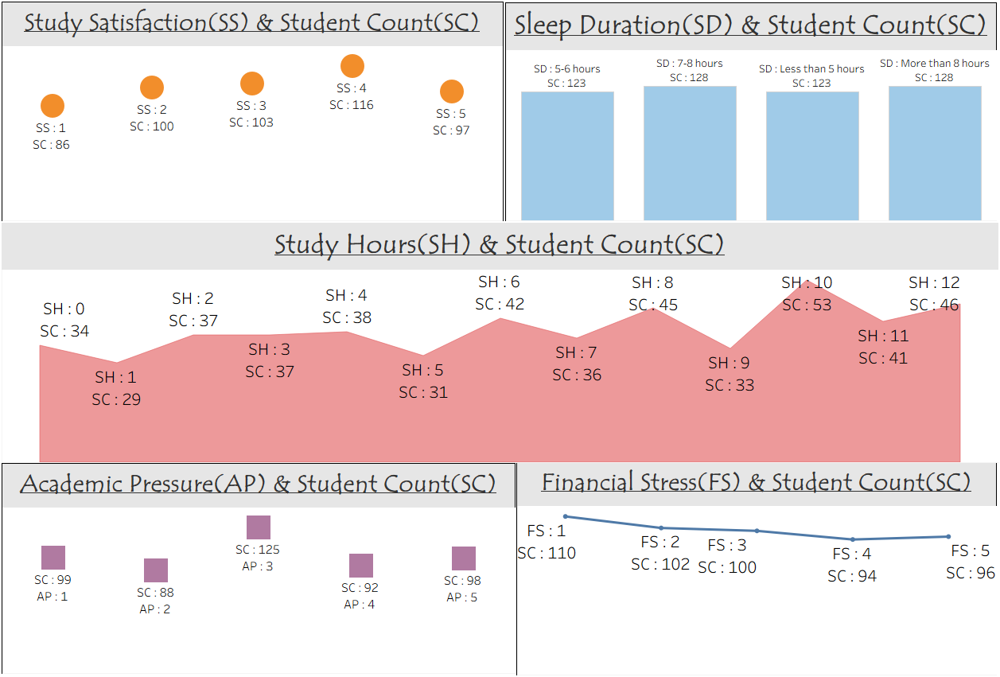 Study Satisfaction(SS) & Student Count(SC)
SS : 1
SC : 86
SS : 2
SC : 100
SS : 3
SC : 103
SS : 4
SC : 116
SS : 5
SC : 97
Sleep Duration(SD) & Student Count(SC)
SD : 5-6 hours
SC : 123
SD : 7-8 hours
SC : 128
SD : Less than 5 hours
SC : 123
SD : More than 8 hours
SC : 128
Study Hours(SH) & Student Count(SC)
SH : 0
SC : 34
SH : 1
SC : 29
SH : 2
SC : 37
SH : 3
SC : 37
SH : 4
SC : 38
SH : 5
SC : 31
SH : 6
SC : 42
SH : 7
SC : 36
SH : 8
SC : 45
SH : 9
SC : 33
SH : 10
SC : 53
SH : 11
SC : 41
SH : 12
SC : 46
Academic Pressure(AP) & Student Count(SC)
SC : 99
AP : 1
SC : 88
AP : 2
SC : 125
AP : 3
SC : 92
AP : 4
SC : 98
AP : 5
Financial Stress(FS) & Student Count(SC)
FS : 1
SC : 110
FS : 2
SC : 102
FS : 3
SC : 100
FS : 4
SC : 94
FS : 5
SC : 96